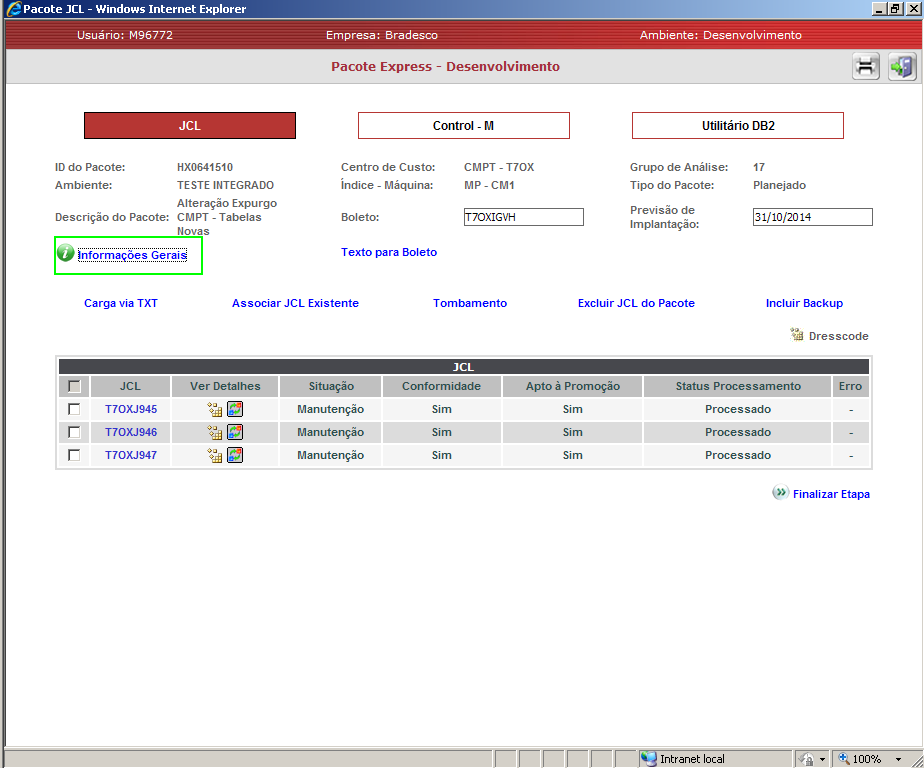 Pacote JCL - Windows Internet Explorer
Usuário: M96772 Empresa: Bradesco Ambiente: Desenvolvimento
Pacote Express - Desenvolvimento
JCL Control - M Utilitário DB2
ID do Pacote: HX0641510 Centro de Custo: CMPT - T7OX Grupo de Análise: 17
Ambiente: TESTE INTEGRADO Índice - Máquina: MP - CM1 Tipo do Pacote: Planejado
Descrição do Pacote: Alteração Expurgo
CMPT - Tabelas
Novas
Boleto: T7OXIGVH
Previsão de
Implantação: 31/10/2014
Informações Gerais Texto para Boleto
Carga via TXT Associar JCL Existente Tombamento Excluir JCL do Pacote Incluir Backup
Dresscode
JCL
JCL Ver Detalhes Situação Conformidade Apto à Promoção Status Processamento Erro
T7OXJ945 Manutenção Sim Sim Processado -
T7OXJ946 Manutenção Sim Sim Processado -
T7OXJ947 Manutenção Sim Sim Processado -
Finalizar Etapa
Intranet local 100%